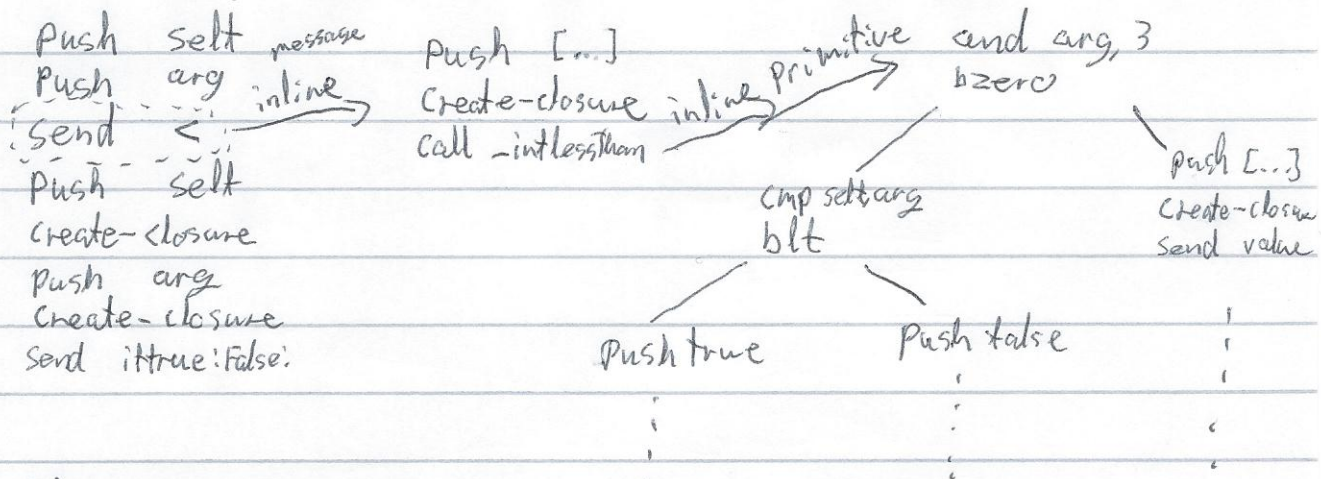 Push self
Push arg
Send <
Push self
create-closure
push arg
Create-closure
Send iftrue:False:
message
inline
Push [...]
Create-closure
Call _intlessThan
inline primitive
and arg, 3
bzero
cmp self, arg
blt
Push true
Push false
push [...]
Create-closure
Send value